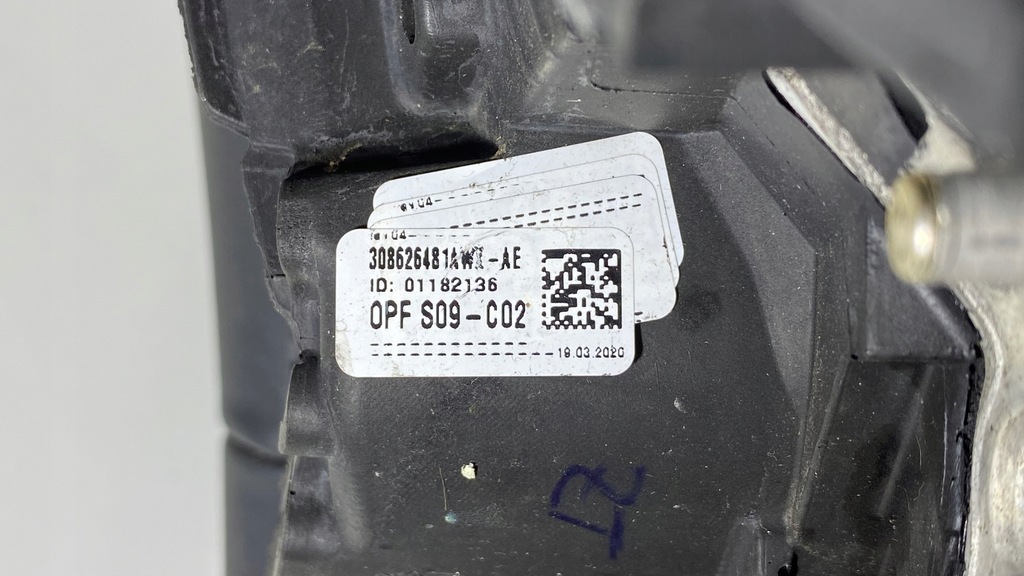 308626481AWX-AE
ID: 01182136
OPF S09-C02
19.03.2020